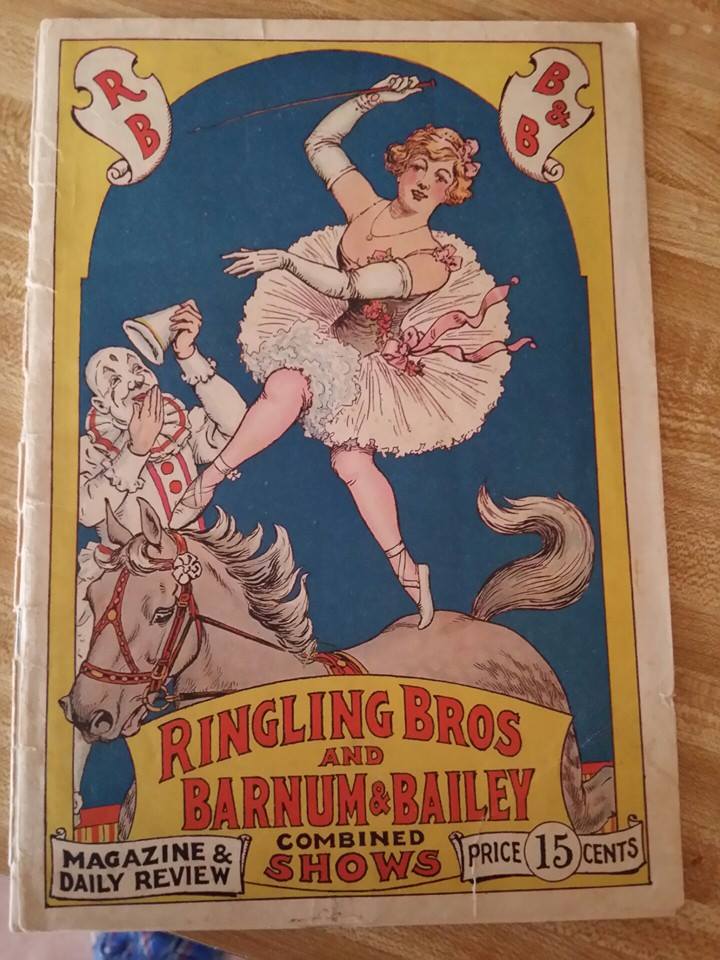 R
B
B
&
B
RINGLING BROS
AND
BARNUM & BAILEY
COMBINED
SHOWS
MAGAZINE &
DAILY REVIEW
PRICE 15 CENTS